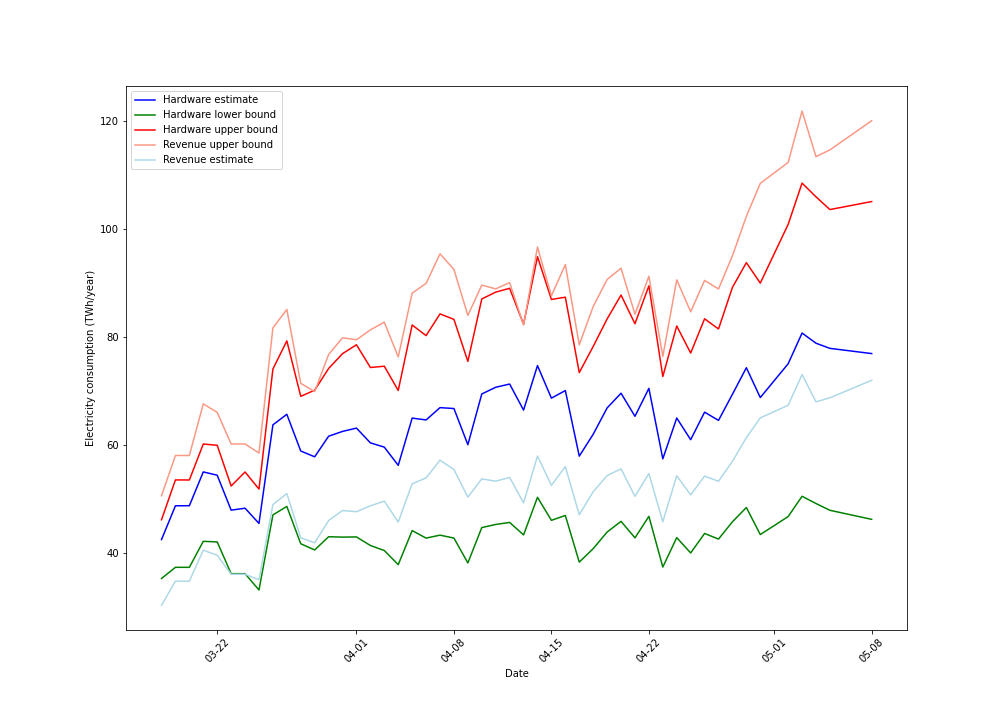 Hardware estimate
Hardware lower bound
Hardware upper bound
Revenue upper bound
Revenue estimate
Electricity consumption (TWh/year)
120
100
80
60
40
03-22
04-01
04-08
04-15
04-22
05-01
05-08
Date